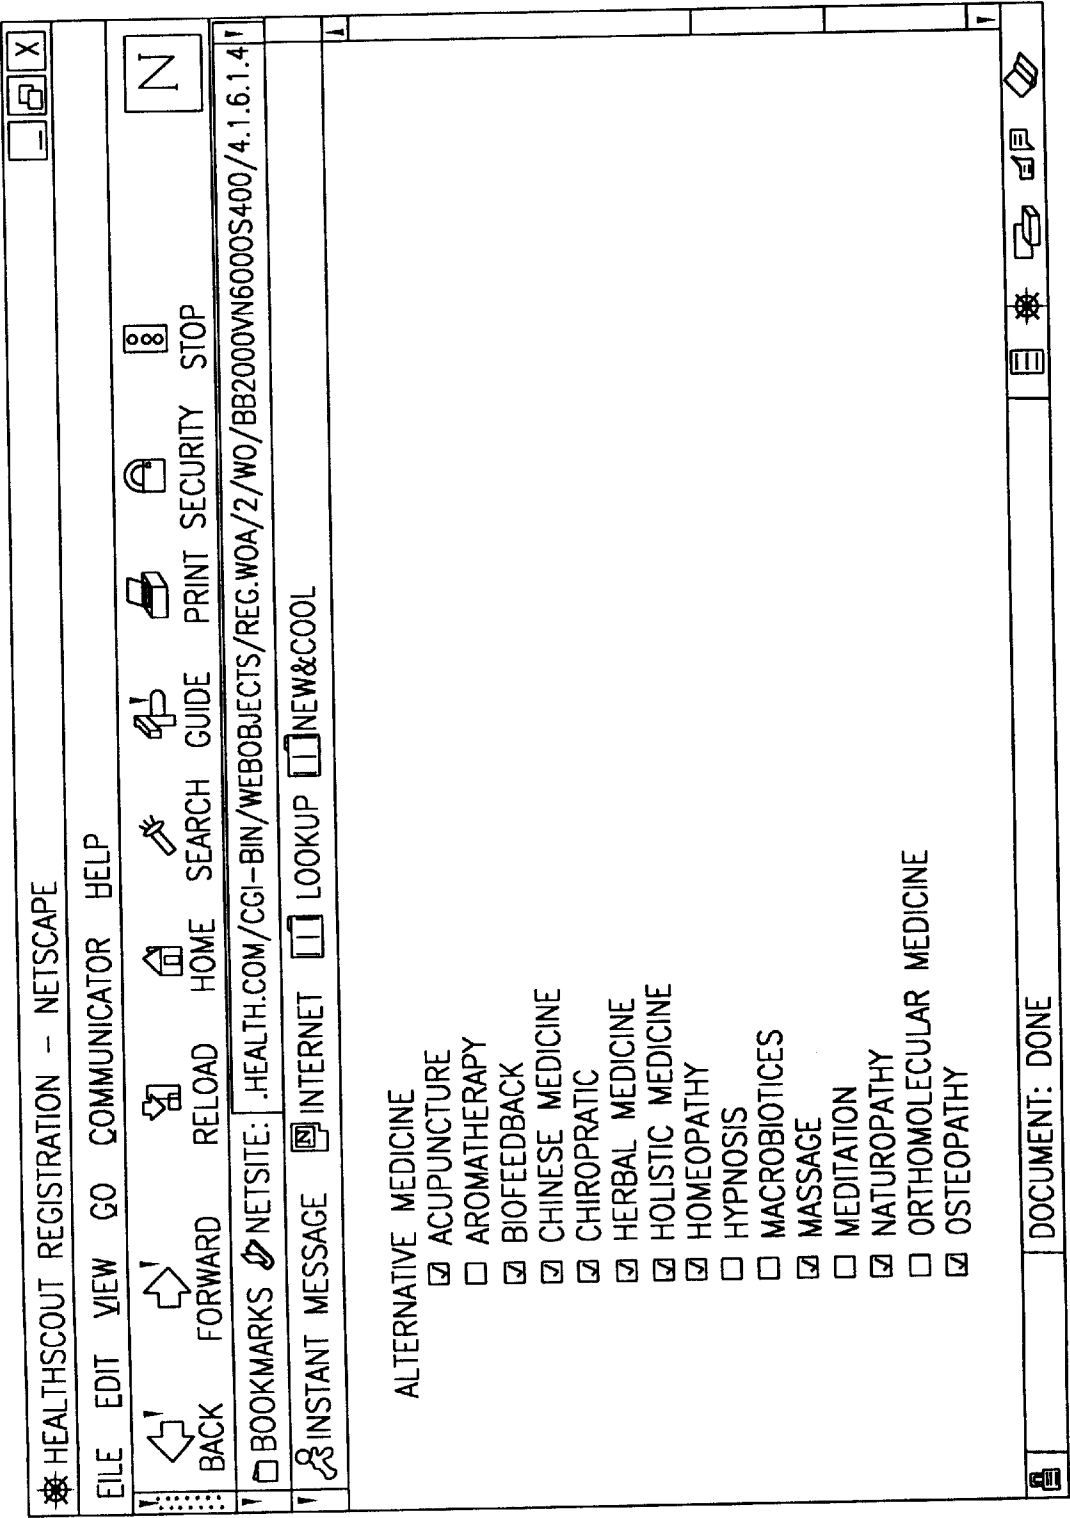 HEALTHSCOUT REGISTRATION – NETSCAPE
FILE EDIT VIEW GO COMMUNICATOR HELP
BACK FORWARD RELOAD HOME SEARCH GUIDE PRINT SECURITY STOP
N
BOOKMARKS NETSITE: .HEALTH.COM/CGI-BIN/WEBOBJECTS/REG.WOA/2/WO/BB2000VN6000S400/4.1.6.1.4
INSTANT MESSAGE INTERNET LOOKUP NEW&COOL
ALTERNATIVE MEDICINE
ACUPUNCTURE
AROMATHERAPY
BIOFEEDBACK
CHINESE MEDICINE
CHIROPRATIC
HERBAL MEDICINE
HOLISTIC MEDICINE
HOMEOPATHY
HYPNOSIS
MACROBIOTICES
MASSAGE
MEDITATION
NATUROPATHY
ORTHOMOLECULAR MEDICINE
OSTEOPATHY
DOCUMENT: DONE